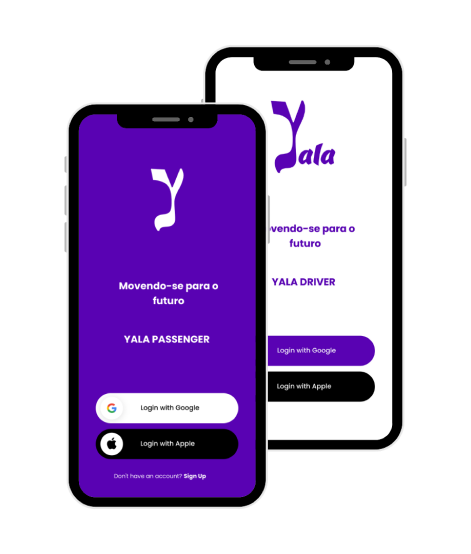 Movendo-se para o
futuro
YALA PASSENGER
Login with Google
Login with Apple
Don't have an account? Sign Up
Yala
vendo-se para o
futuro
YALA DRIVER
Login with Google
Login with Apple